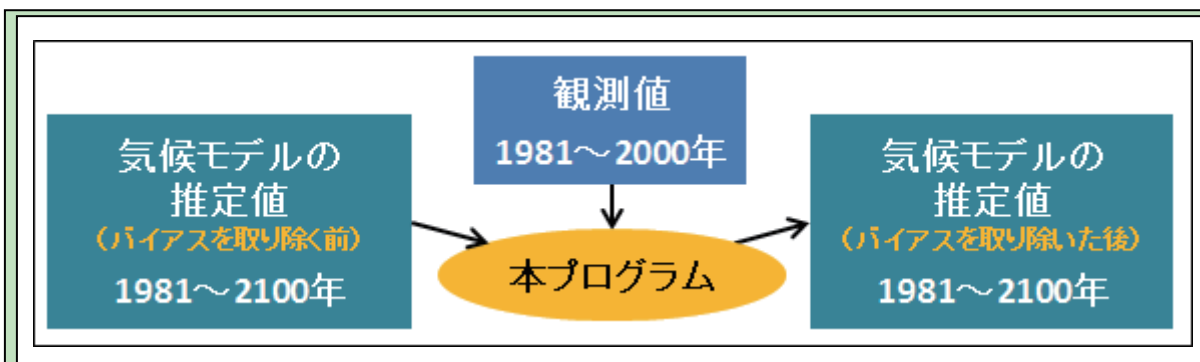 気候モデルの
推定値
（バイアスを取り除く前）
1981～2100年
観測値
1981～2000年
本プログラム
気候モデルの
推定値
（バイアスを取り除いた後）
1981～2100年